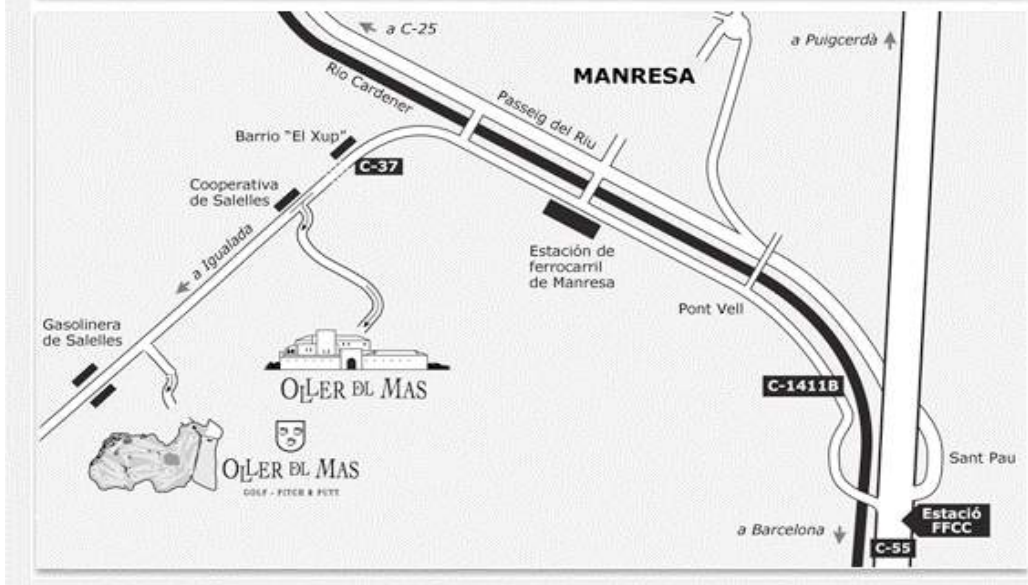 a C-25
a Puigcerdà
MANRESA
Río Cardener
Passeig del Riu
Barrio "El Xup"
C-37
Cooperativa
de Salelles
a Igualada
Estación de
ferrocarril
de Manresa
Pont Vell
Gasolinera
de Salelles
OLLER DL MAS
C-1411B
OLLER DL MAS
GOLF - PITCH & PUTT
Sant Pau
Estació
FFCC
a Barcelona
C-55